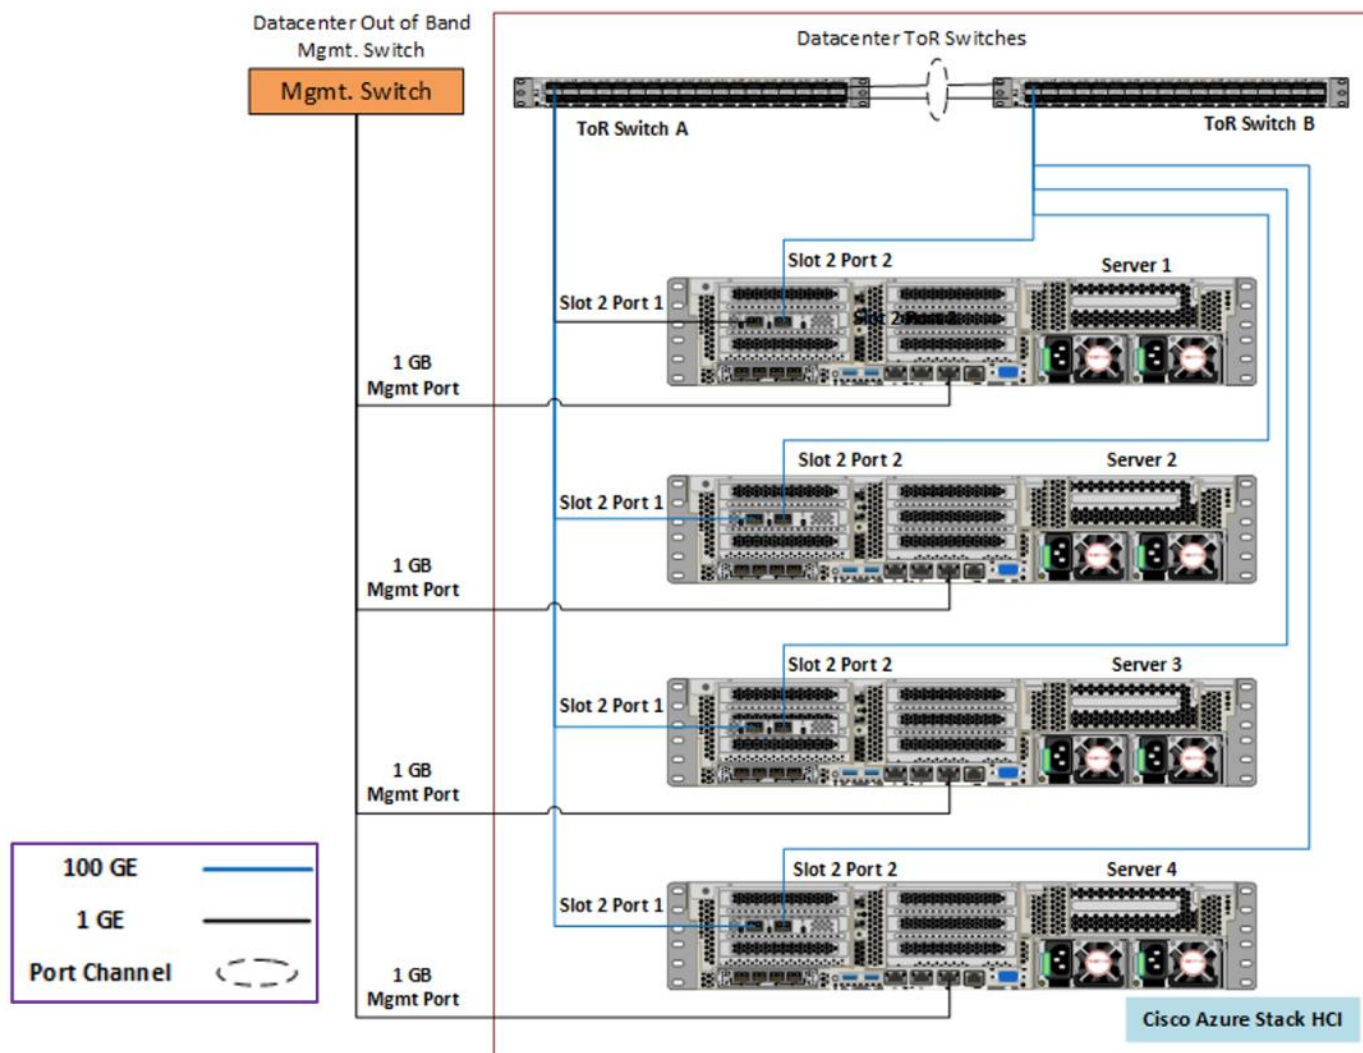 Datacenter Out of Band
Mgmt. Switch
Mgmt. Switch
Datacenter ToR Switches
ToR Switch A
ToR Switch B
Slot 2 Port 2
Server 1
Slot 2 Port 1
1 GB
Mgmt Port
Slot 2 Port 2
Server 2
Slot 2 Port 1
1 GB
Mgmt Port
Slot 2 Port 2
Server 3
Slot 2 Port 1
1 GB
Mgmt Port
Slot 2 Port 2
Server 4
Slot 2 Port 1
1 GB
Mgmt Port
100 GE
1 GE
Port Channel
Cisco Azure Stack HCI